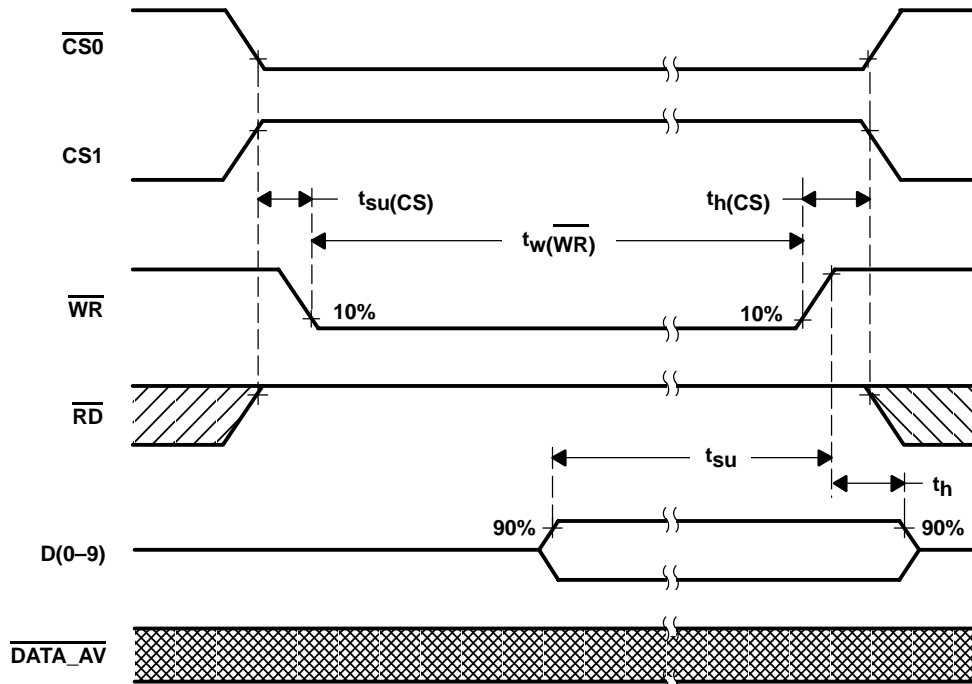 CS0
CS1
tsu(CS)
th(CS)
tw(WR)
WR
10%
10%
RD
tsu
th
90%
90%
D(0–9)
DATA_AV